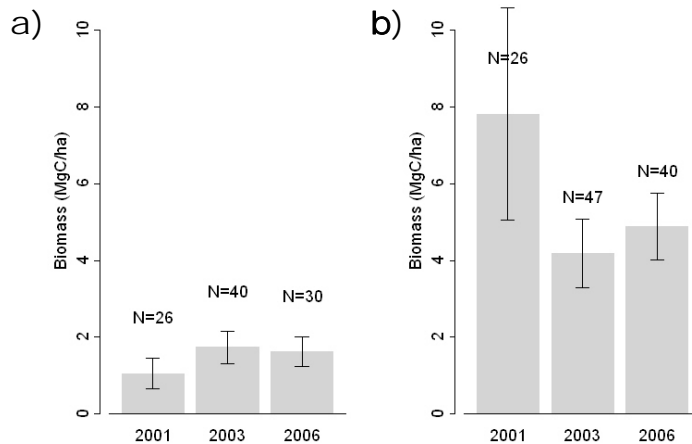 a)
Biomass (MgC/ha)
10
8
6
4
2
0
N=26
N=40
N=30
2001
2003
2006
b)
Biomass (MgC/ha)
10
8
6
4
2
0
N=26
N=47
N=40
2001
2003
2006